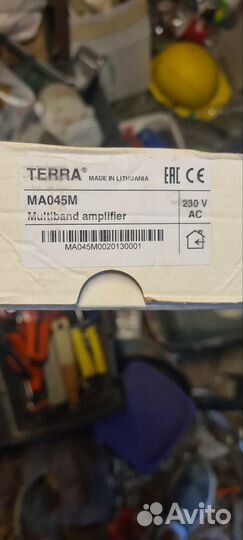 TERRA® MADE IN LITHUANIA
EAC CE
MA045M
Multiband amplifier
230 V
AC
MA045M0020130001
Avito